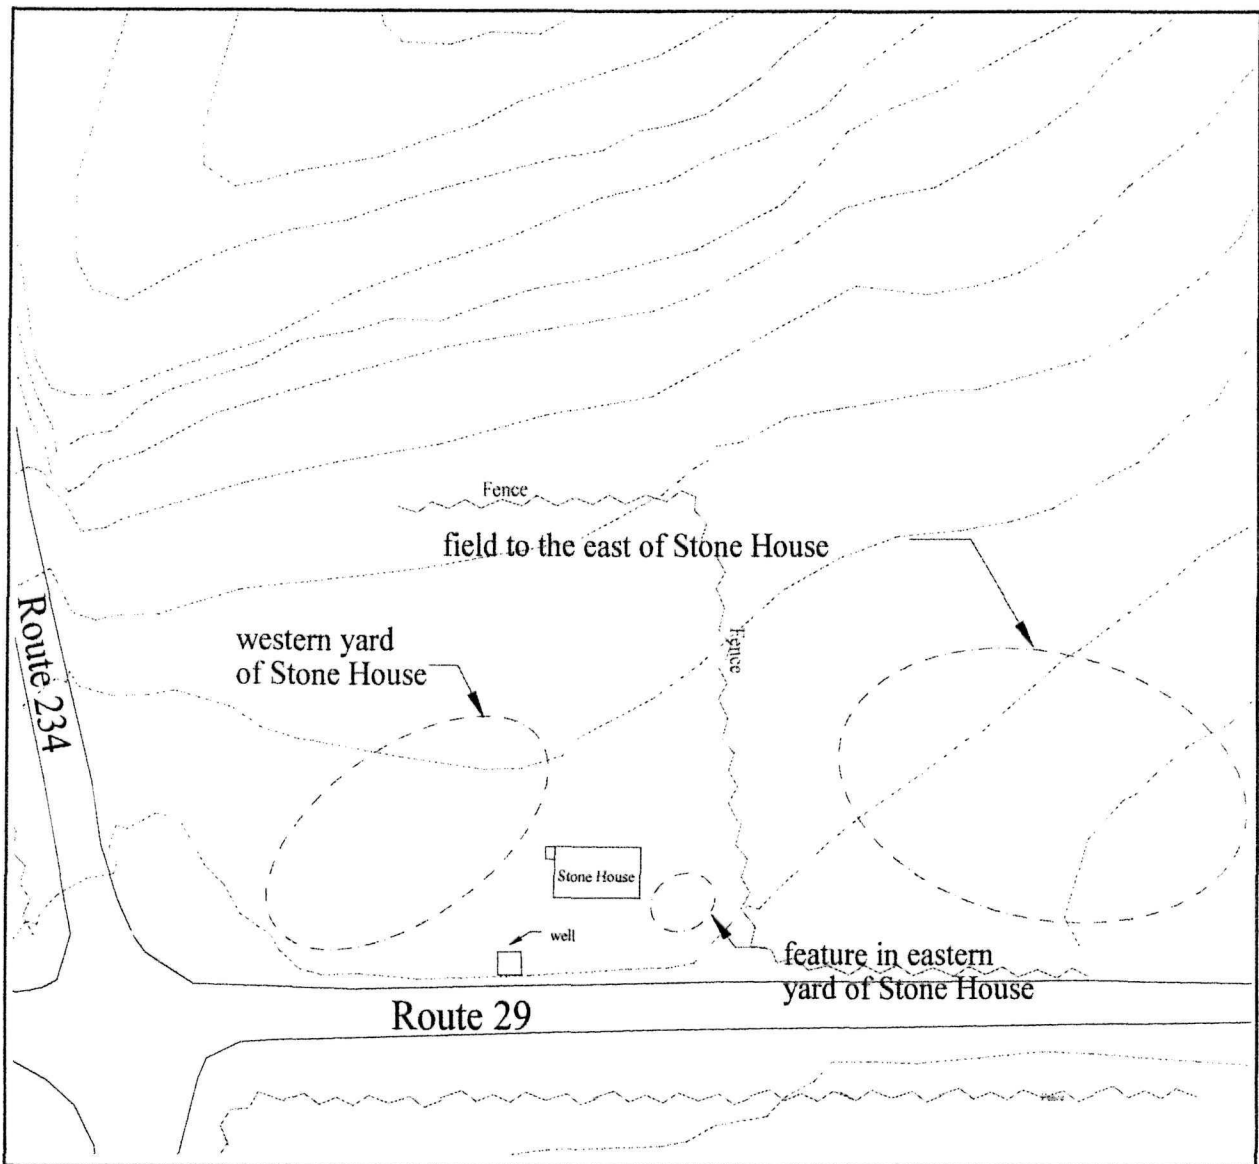 Fence
field to the east of Stone House
Route 234
western yard
of Stone House
Fence
Stone House
well
feature in eastern
yard of Stone House
Route 29